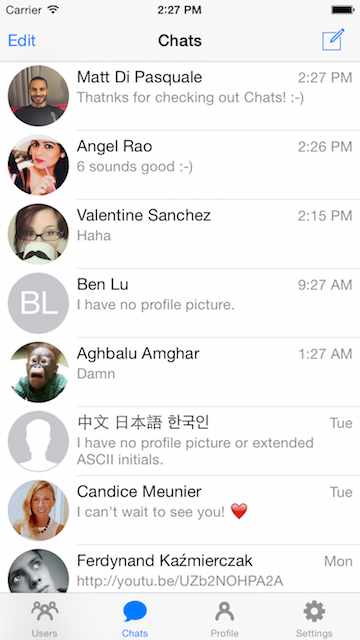 Carrier 2:27 PM
Edit Chats
Matt Di Pasquale 2:27 PM
Thatnks for checking out Chats! :-)
Angel Rao 2:26 PM
6 sounds good :-)
Valentine Sanchez 2:15 PM
Haha
BL
Ben Lu 9:27 AM
I have no profile picture.
Aghbalu Amghar 1:27 AM
Damn
中文 日本語 한국인 Tue
I have no profile picture or extended
ASCII initials.
Candice Meunier Tue
I can't wait to see you! ❤️
Ferdynand Kaźmierczak Mon
http://youtu.be/UZb2NOHPA2A
Users Chats Profile Settings